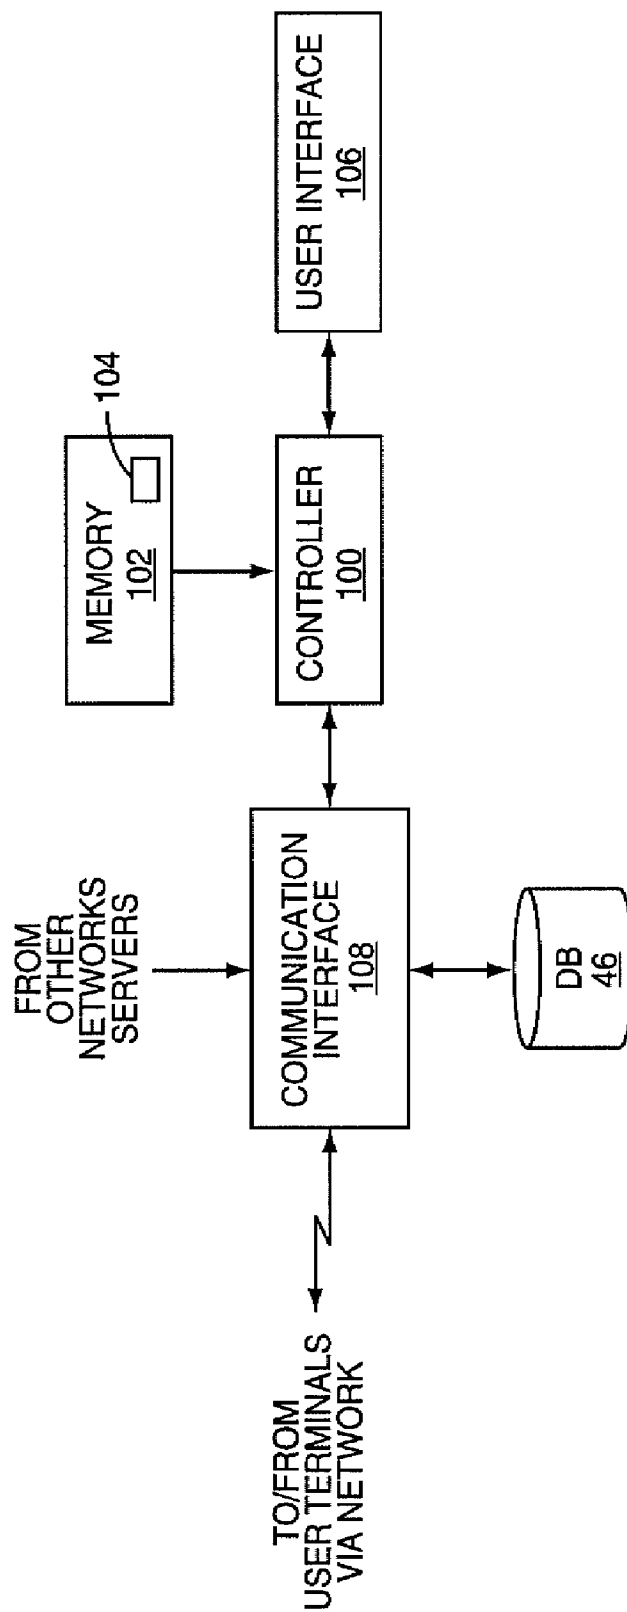 TO/FROM
USER TERMINALS
VIA NETWORK
FROM
OTHER
NETWORKS
SERVERS
COMMUNICATION
INTERFACE
108
DB
46
MEMORY
102
104
CONTROLLER
100
USER INTERFACE
106